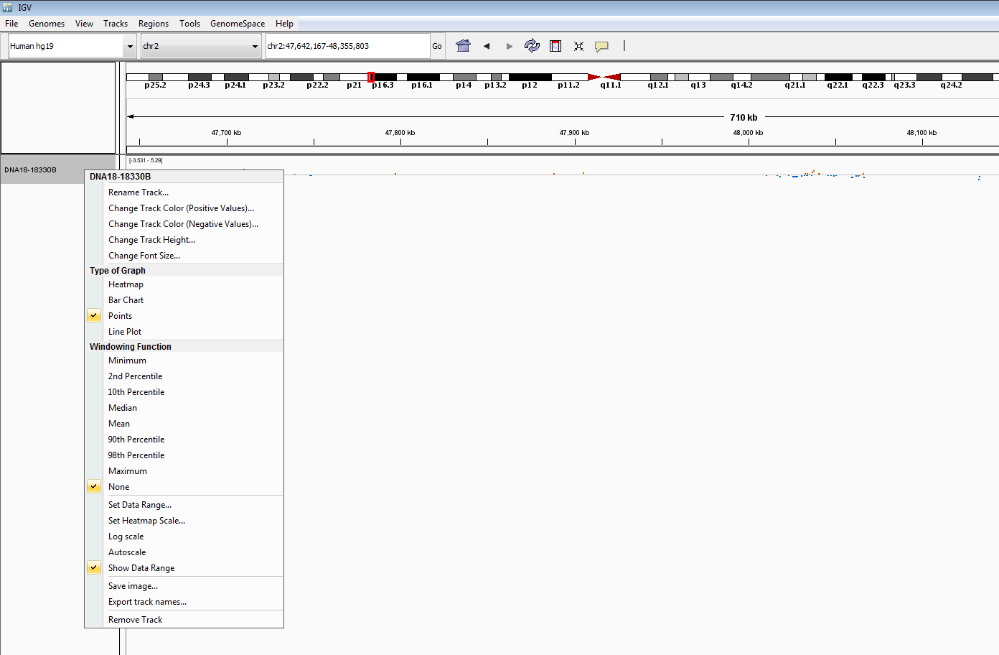 IGV
File Genomes View Tracks Regions Tools GenomeSpace Help
Human hg19 chr2 chr2:47,642,167-48,355,803 Go
p25.2 p24.3 p24.1 p23.2 p22.2 p21 p16.3 p16.1 p14 p13.2 p12 p11.2 q11.1 q12.1 q13 q14.2 q21.1 q22.1 q22.3 q23.3 q24.2
710 kb
47,700 kb 47,800 kb 47,900 kb 48,000 kb 48,100 kb
[-3.531 - 5.29]
DNA18-18330B
DNA18-18330B
Rename Track...
Change Track Color (Positive Values)...
Change Track Color (Negative Values)...
Change Track Height...
Change Font Size...
Type of Graph
Heatmap
Bar Chart
Points
Line Plot
Windowing Function
Minimum
2nd Percentile
10th Percentile
Median
Mean
90th Percentile
98th Percentile
Maximum
None
Set Data Range...
Set Heatmap Scale...
Log scale
Autoscale
Show Data Range
Save image...
Export track names...
Remove Track